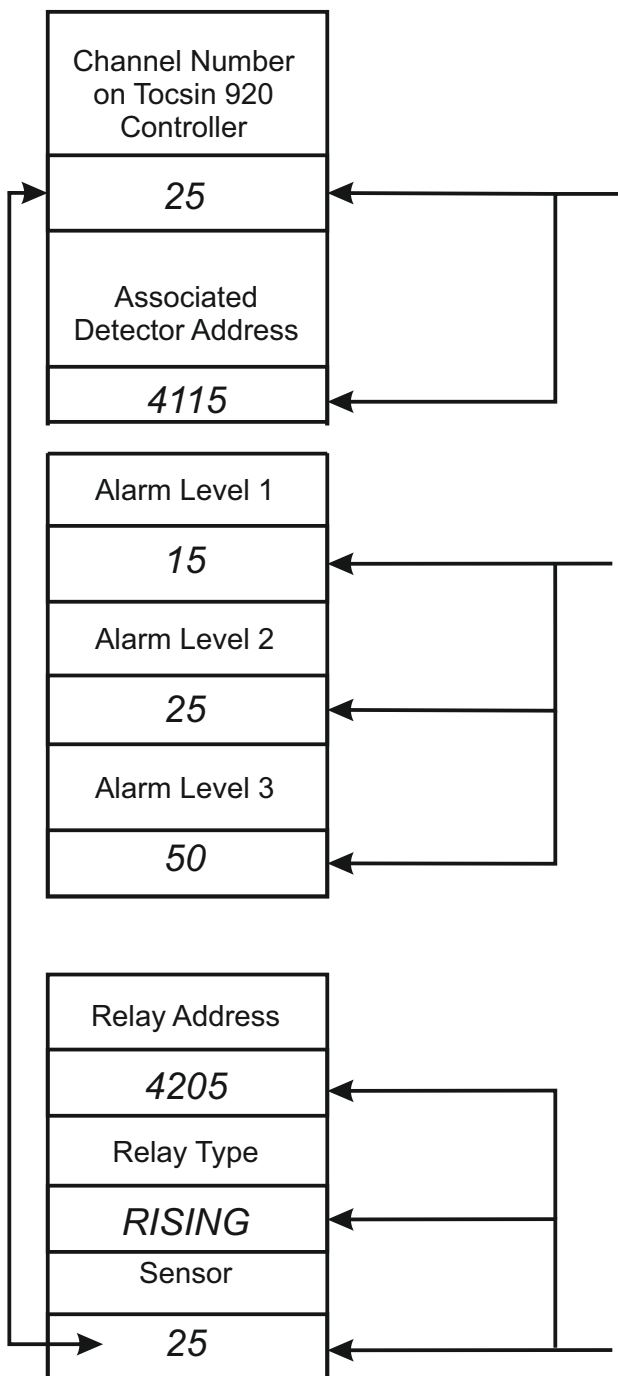 Channel Number
on Tocsin 920
Controller
25
Associated
Detector Address
4115
Alarm Level 1
15
Alarm Level 2
25
Alarm Level 3
50
Relay Address
4205
Relay Type
RISING
Sensor
25